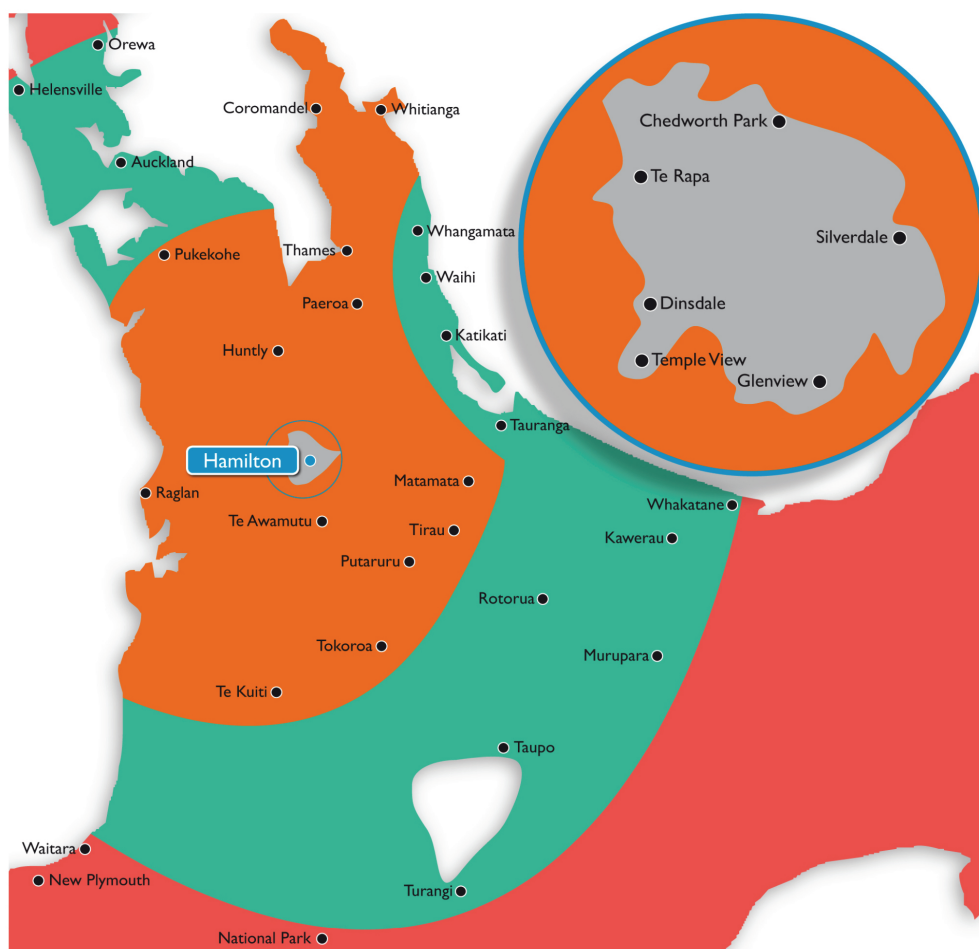 Orewa
Helensville
Coromandel
Whitianga
Chedworth Park
Auckland
Te Rapa
Whangamata
Silverdale
Pukekohe
Thames
Waihi
Paeroa
Dinsdale
Katikati
Huntly
Temple View
Glenview
Tauranga
Hamilton
Matamata
Raglan
Whakatane
Te Awamutu
Tirau
Kawerau
Putaruru
Rotorua
Tokoroa
Murupara
Te Kuiti
Taupo
Waitara
New Plymouth
Turangi
National Park